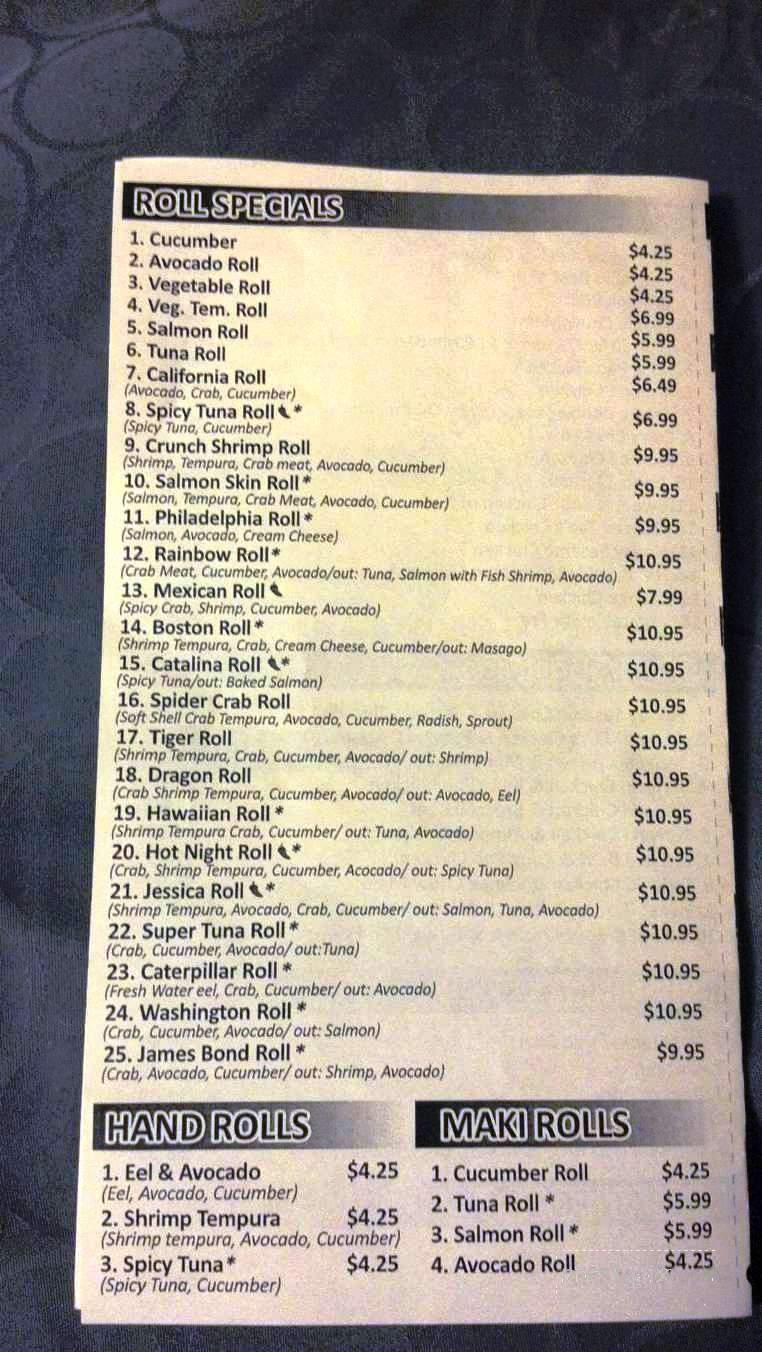 ROLL SPECIALS
1. Cucumber $4.25
2. Avocado Roll $4.25
3. Vegetable Roll $4.25
4. Veg. Tem. Roll $6.99
5. Salmon Roll $5.99
6. Tuna Roll $5.99
7. California Roll $6.49
(Avocado, Crab, Cucumber)
8. Spicy Tuna Roll * $6.99
(Spicy Tuna, Cucumber)
9. Crunch Shrimp Roll $9.95
(Shrimp, Tempura, Crab meat, Avocado, Cucumber)
10. Salmon Skin Roll * $9.95
(Salmon, Tempura, Crab Meat, Avocado, Cucumber)
11. Philadelphia Roll * $9.95
(Salmon, Avocado, Cream Cheese)
12. Rainbow Roll* $10.95
(Crab Meat, Cucumber, Avocado/out: Tuna, Salmon with Fish Shrimp, Avocado)
13. Mexican Roll $7.99
(Spicy Crab, Shrimp, Cucumber, Avocado)
14. Boston Roll* $10.95
(Shrimp Tempura, Crab, Cream Cheese, Cucumber/out: Masago)
15. Catalina Roll * $10.95
(Spicy Tuna/out: Baked Salmon)
16. Spider Crab Roll $10.95
(Soft Shell Crab Tempura, Avocado, Cucumber, Radish, Sprout)
17. Tiger Roll $10.95
(Shrimp Tempura, Crab, Cucumber, Avocado/ out: Shrimp)
18. Dragon Roll $10.95
(Crab Shrimp Tempura, Cucumber, Avocado/ out: Avocado, Eel)
19. Hawaiian Roll * $10.95
(Shrimp Tempura Crab, Cucumber/ out: Tuna, Avocado)
20. Hot Night Roll * $10.95
(Crab, Shrimp Tempura, Cucumber, Acocado/ out: Spicy Tuna)
21. Jessica Roll * $10.95
(Shrimp Tempura, Avocado, Crab, Cucumber/ out: Salmon, Tuna, Avocado)
22. Super Tuna Roll * $10.95
(Crab, Cucumber, Avocado/ out:Tuna)
23. Caterpillar Roll * $10.95
(Fresh Water eel, Crab, Cucumber/ out: Avocado)
24. Washington Roll * $10.95
(Crab, Cucumber, Avocado/ out: Salmon)
25. James Bond Roll * $9.95
(Crab, Avocado, Cucumber/ out: Shrimp, Avocado)
HAND ROLLS
1. Eel & Avocado $4.25
(Eel, Avocado, Cucumber)
2. Shrimp Tempura $4.25
(Shrimp tempura, Avocado, Cucumber)
3. Spicy Tuna* $4.25
(Spicy Tuna, Cucumber)
MAKI ROLLS
1. Cucumber Roll $4.25
2. Tuna Roll * $5.99
3. Salmon Roll * $5.99
4. Avocado Roll $4.25